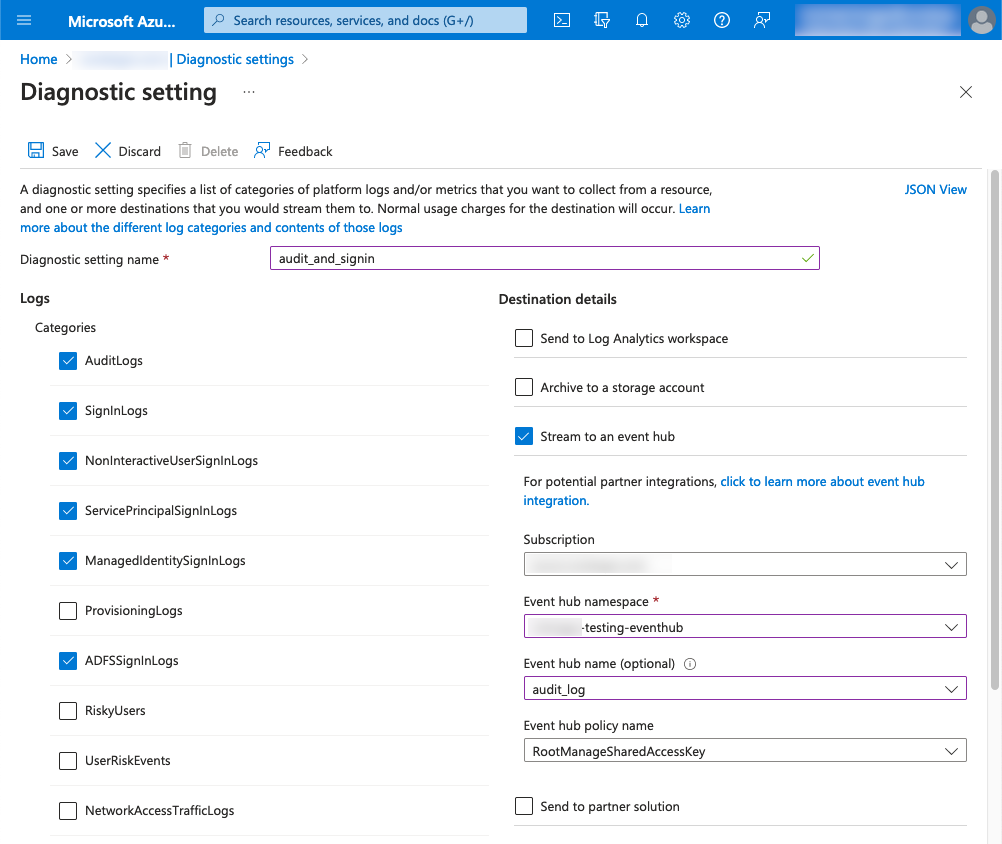 Microsoft Azu...
Search resources, services, and docs (G+/)
Home
| Diagnostic settings
Diagnostic setting
...
Save
Discard
Delete
Feedback
A diagnostic setting specifies a list of categories of platform logs and/or metrics that you want to collect from a resource,
and one or more destinations that you would stream them to. Normal usage charges for the destination will occur. Learn
more about the different log categories and contents of those logs
JSON View
Diagnostic setting name *
audit_and_signin
Logs
Categories
AuditLogs
SignInLogs
NonInteractiveUserSignInLogs
ServicePrincipalSignInLogs
ManagedIdentitySignInLogs
ProvisioningLogs
ADFSSignInLogs
RiskyUsers
UserRiskEvents
NetworkAccessTrafficLogs
Destination details
Send to Log Analytics workspace
Archive to a storage account
Stream to an event hub
For potential partner integrations, click to learn more about event hub
integration.
Subscription
Event hub namespace *
-testing-eventhub
Event hub name (optional)
audit_log
Event hub policy name
RootManageSharedAccessKey
Send to partner solution